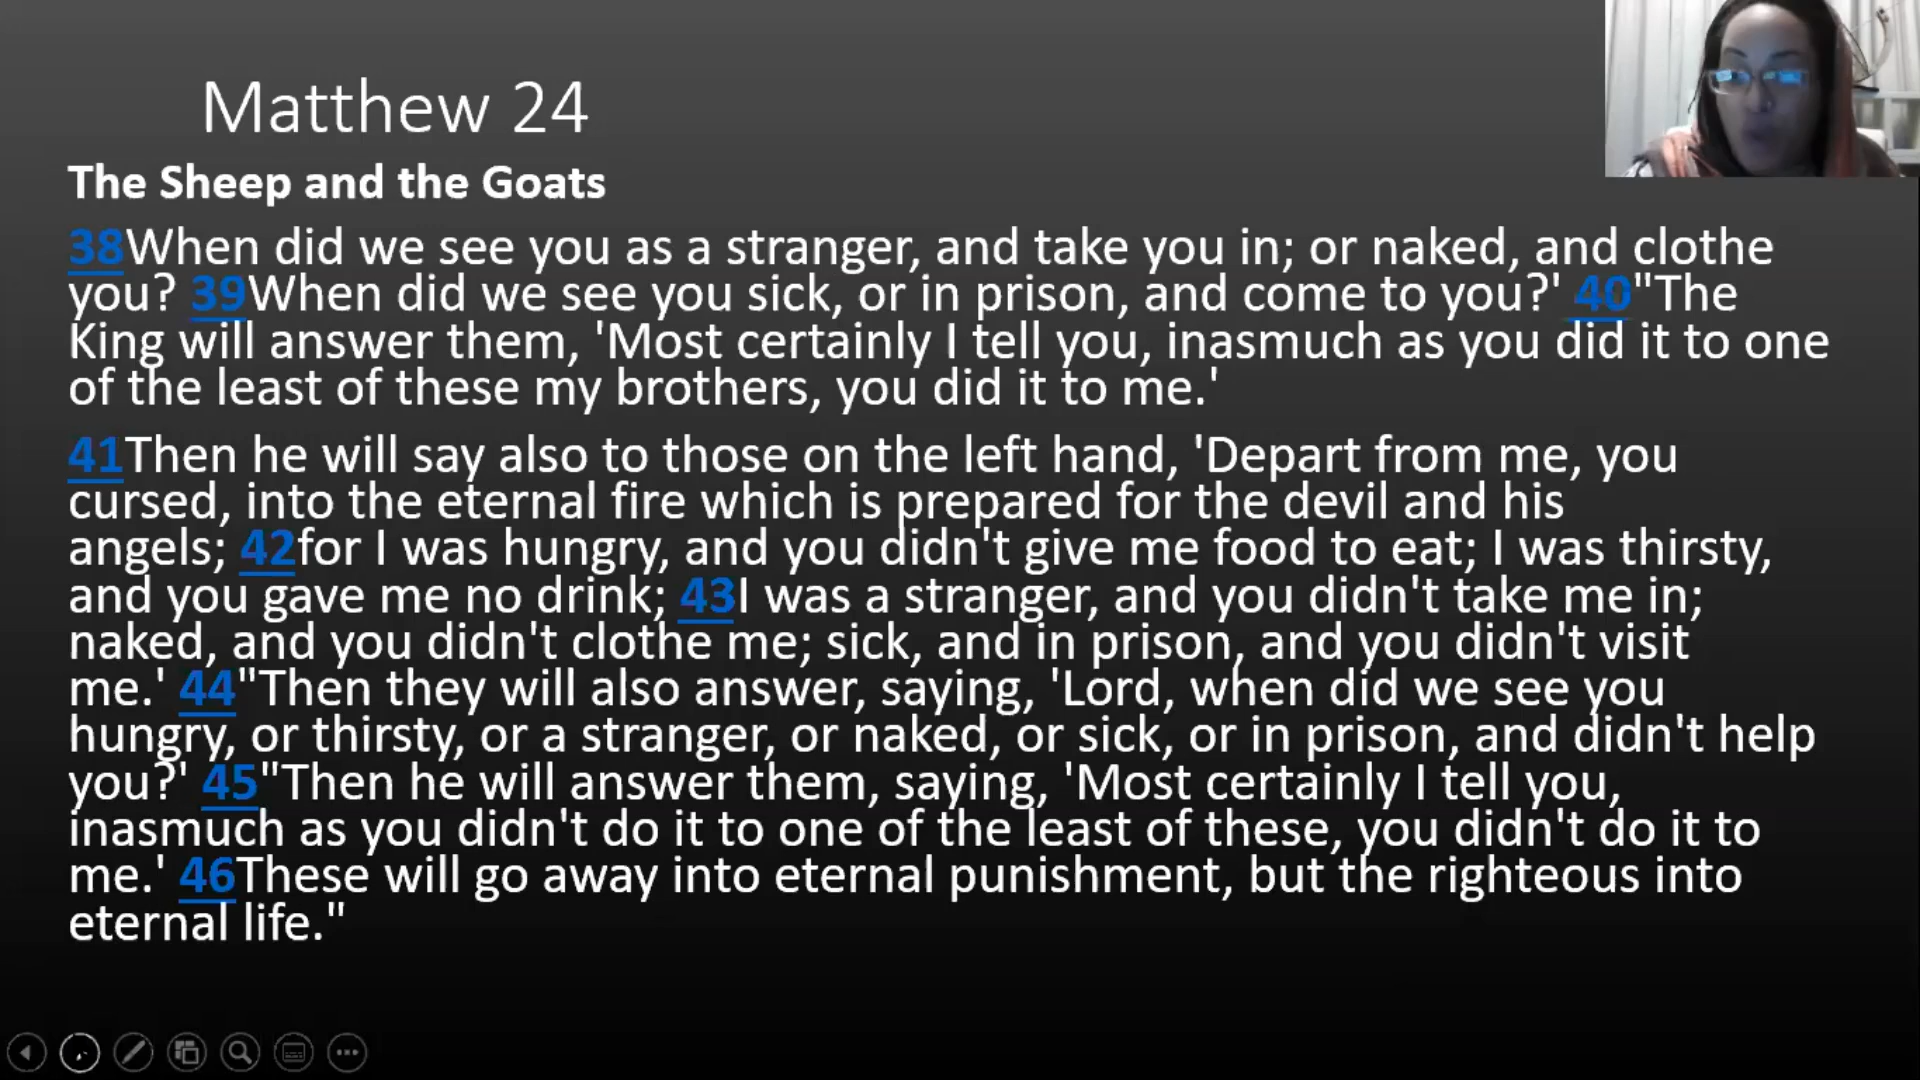 Matthew 24
The Sheep and the Goats
38When did we see you as a stranger, and take you in; or naked, and clothe
you? 39When did we see you sick, or in prison, and come to you?' 40"The
King will answer them, 'Most certainly I tell you, inasmuch as you did it to one
of the least of these my brothers, you did it to me.'
41Then he will say also to those on the left hand, 'Depart from me, you
cursed, into the eternal fire which is prepared for the devil and his
angels; 42for I was hungry, and you didn't give me food to eat; I was thirsty,
and you gave me no drink; 43I was a stranger, and you didn't take me in;
naked, and you didn't clothe me; sick, and in prison, and you didn't visit
me.' 44"Then they will also answer, saying, 'Lord, when did we see you
hungry, or thirsty, or a stranger, or naked, or sick, or in prison, and didn't help
you?' 45"Then he will answer them, saying, 'Most certainly I tell you,
inasmuch as you didn't do it to one of the least of these, you didn't do it to
me.' 46These will go away into eternal punishment, but the righteous into
eternal life."